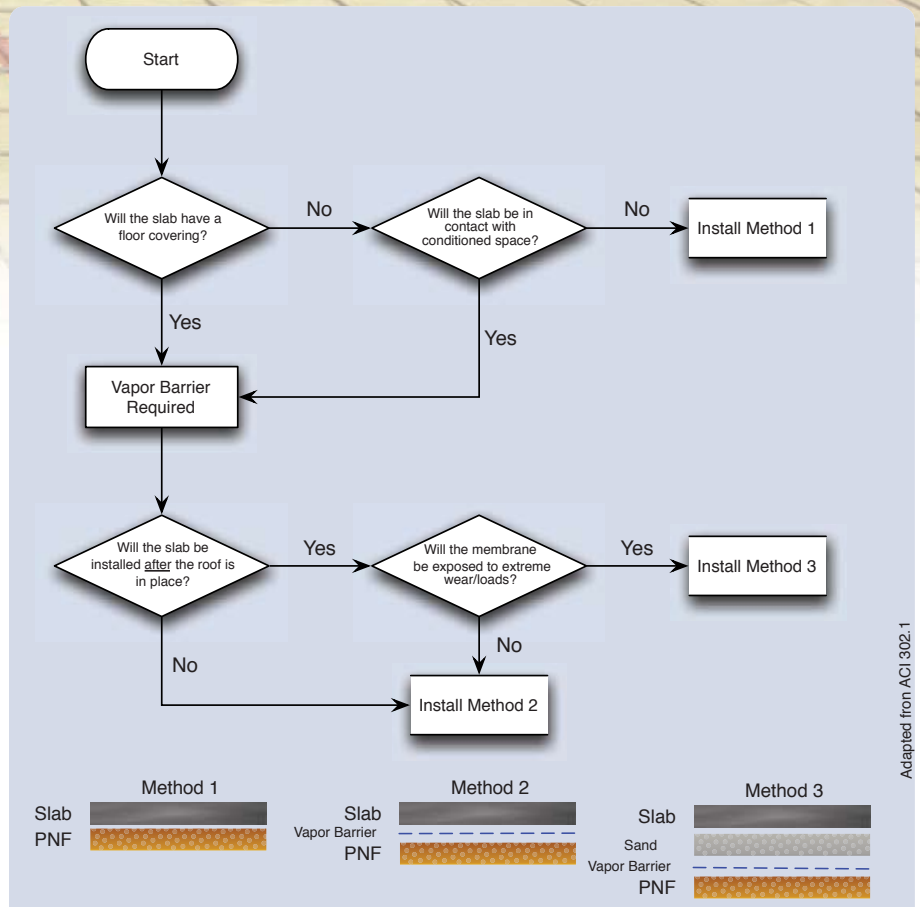 Start
Will the slab have a
floor covering?
No
Will the slab be in
contact with
conditioned space?
No
Install Method 1
Yes
Yes
Vapor Barrier
Required
Will the slab be
installed after the roof is
in place?
Yes
Will the membrane
be exposed to extreme
wear/loads?
Yes
Install Method 3
No
No
Install Method 2
Adapted fron ACI 302.1
Method 1
Slab
PNF
Method 2
Slab
Vapor Barrier
PNF
Method 3
Slab
Sand
Vapor Barrier
PNF